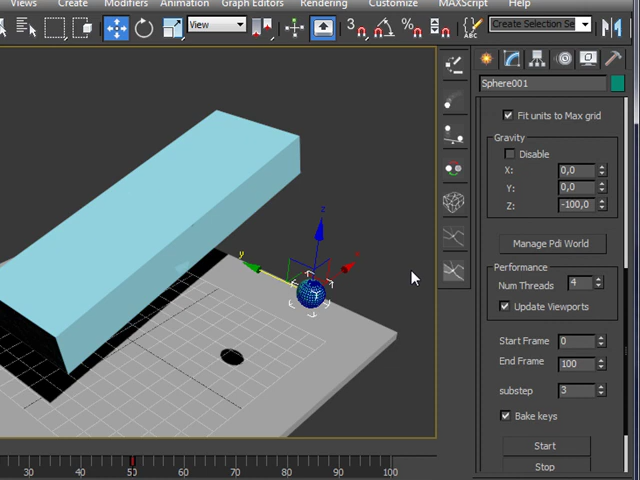 Views Create Modifiers Animation Graph Editors Rendering Customize MAXScript Help
View 3 % Create Selection Se
Sphere001
Fit units to Max grid
Gravity
Disable
X: 0,0
Y: 0,0
Z: -100,0
Manage Pdi World
Performance
Num Threads 4
Update Viewports
Start Frame 0
End Frame 100
substep 3
Bake keys
Start
Stop
z
y
x
30 40 50 53 60 70 80 90 100